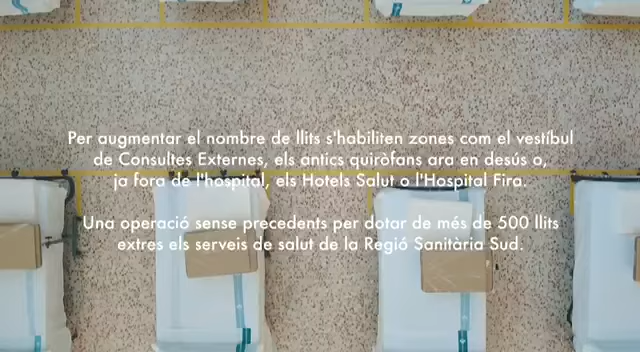 Per augmentar el nombre de llits s'habiliten zones com el vestíbul
de Consultes Externes, els antics quiròfans ara en desús o,
ja fora de l'hospital, els Hotels Salut o l'Hospital Fira.
Una operació sense precedents per dotar de més de 500 llits
extres els serveis de salut de la Regió Sanitària Sud.